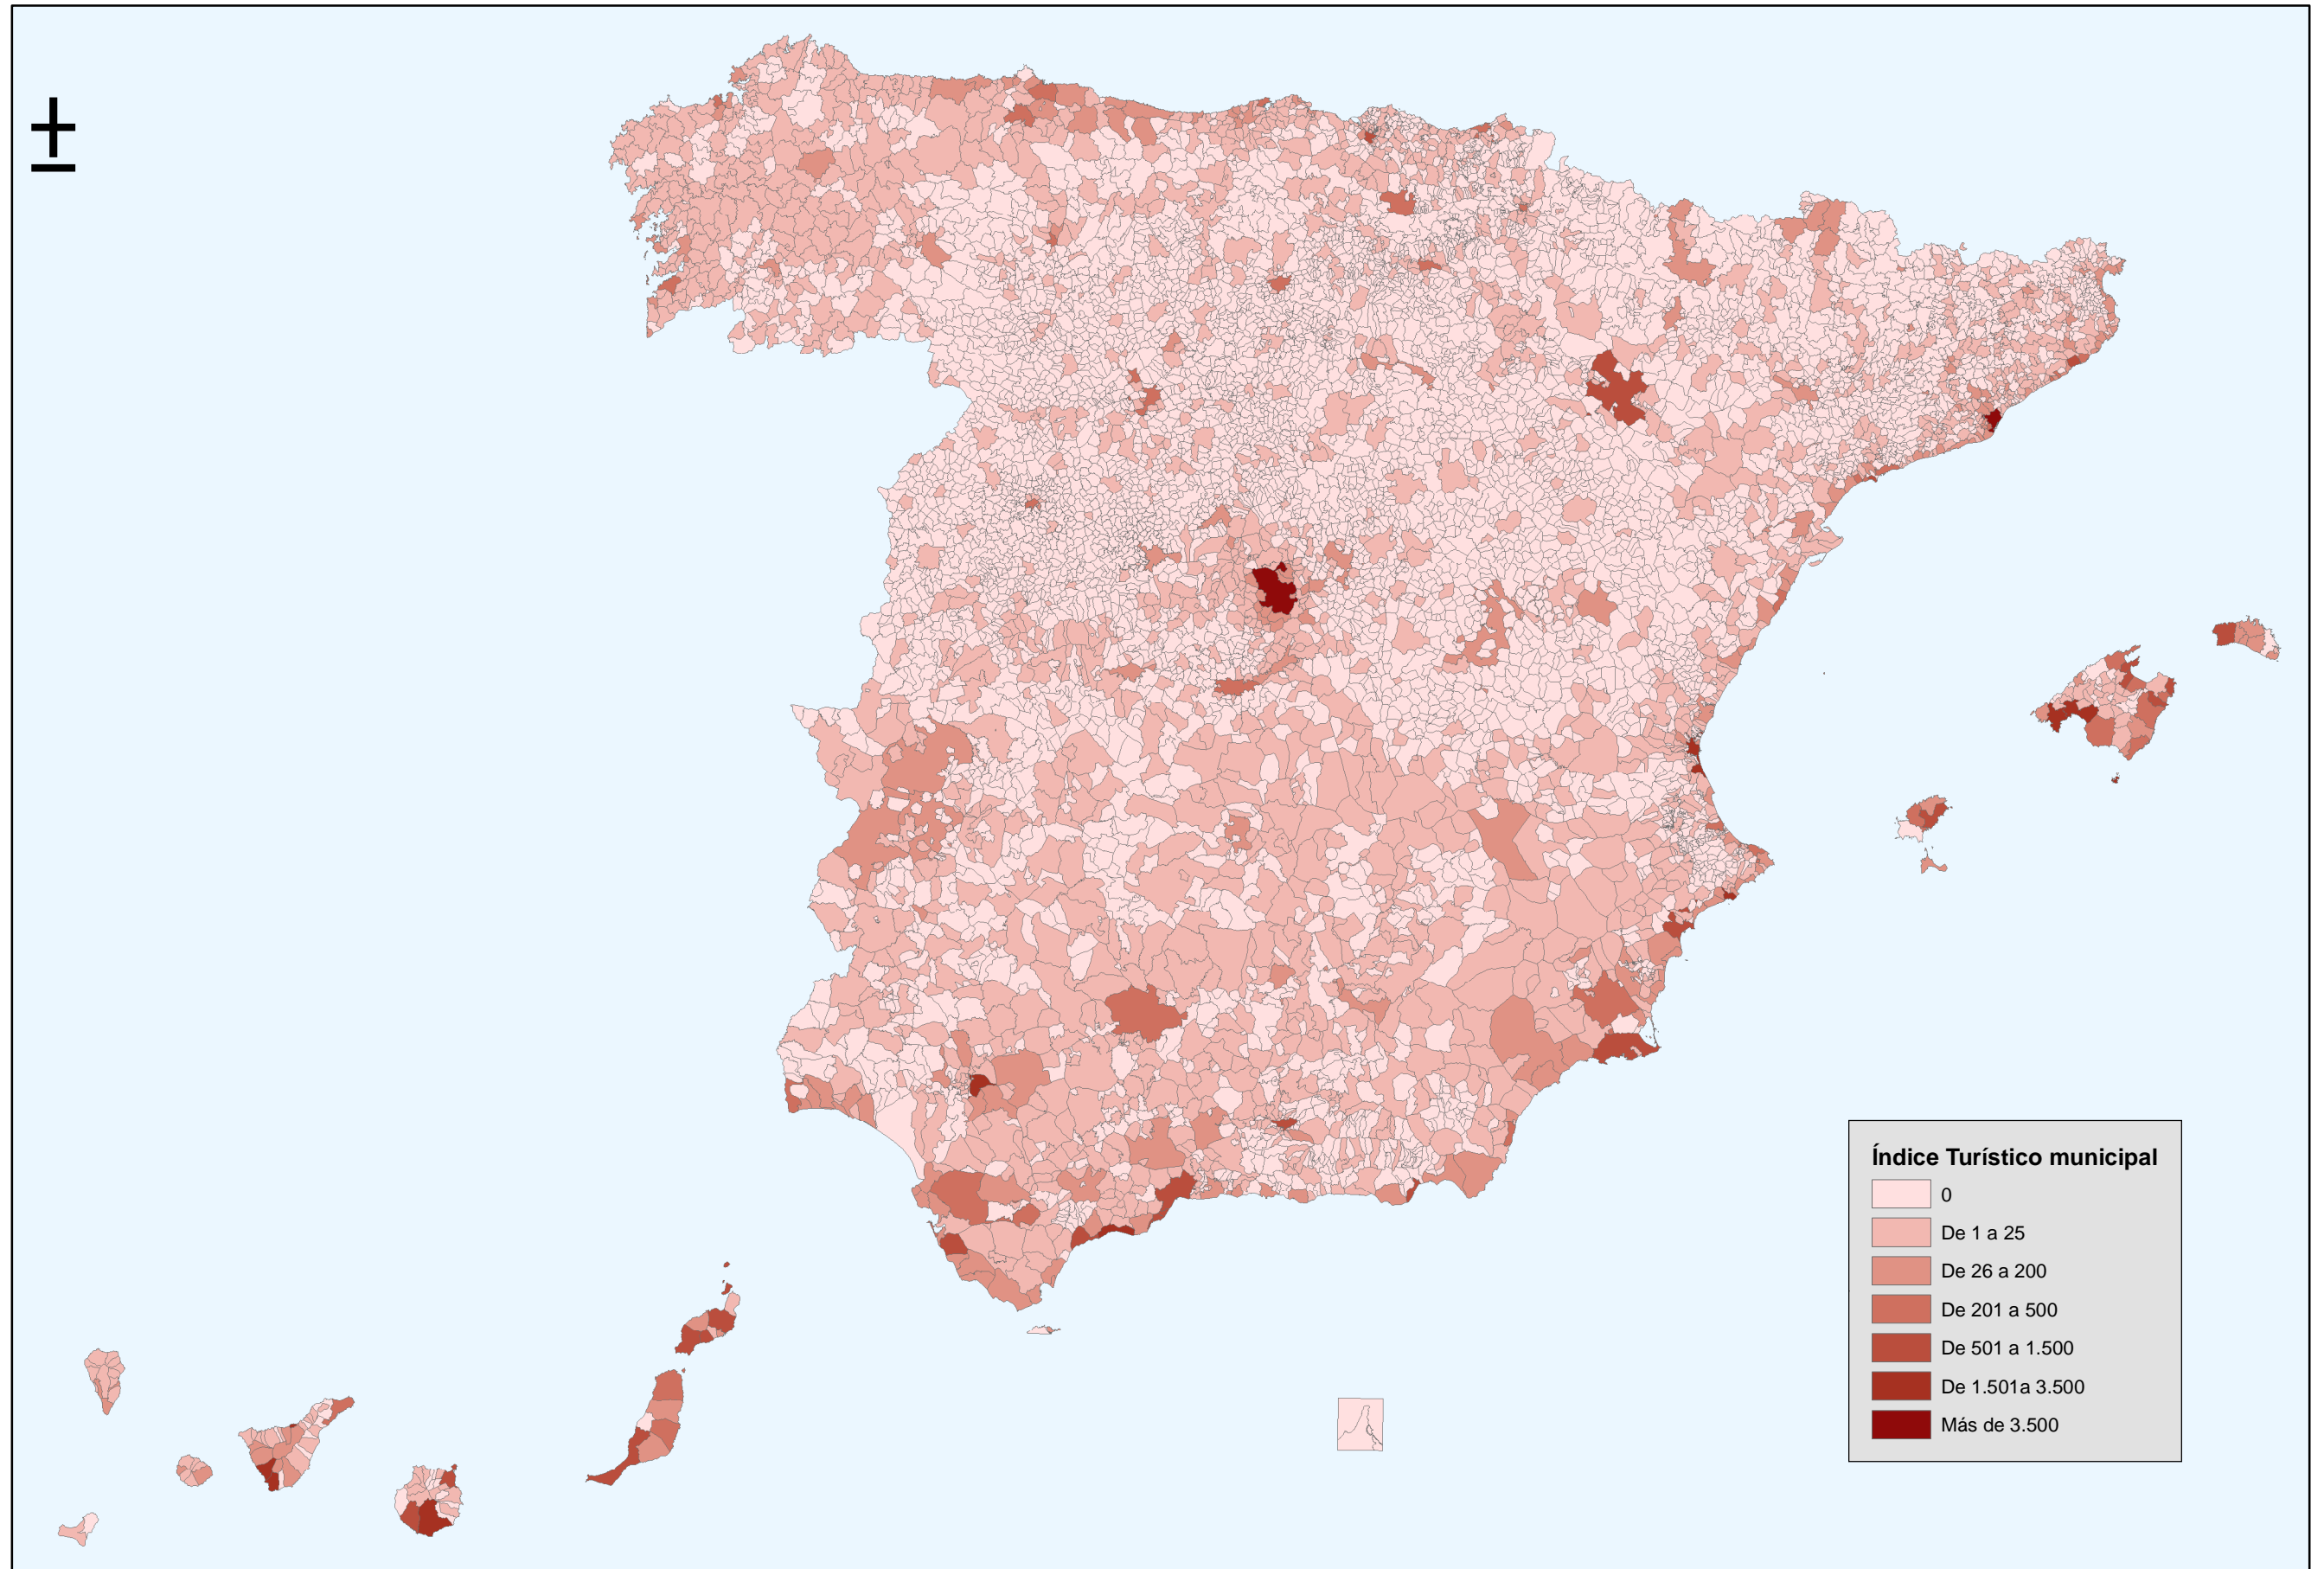 ±
Índice Turístico municipal
0
De 1 a 25
De 26 a 200
De 201 a 500
De 501 a 1.500
De 1.501a 3.500
Más de 3.500